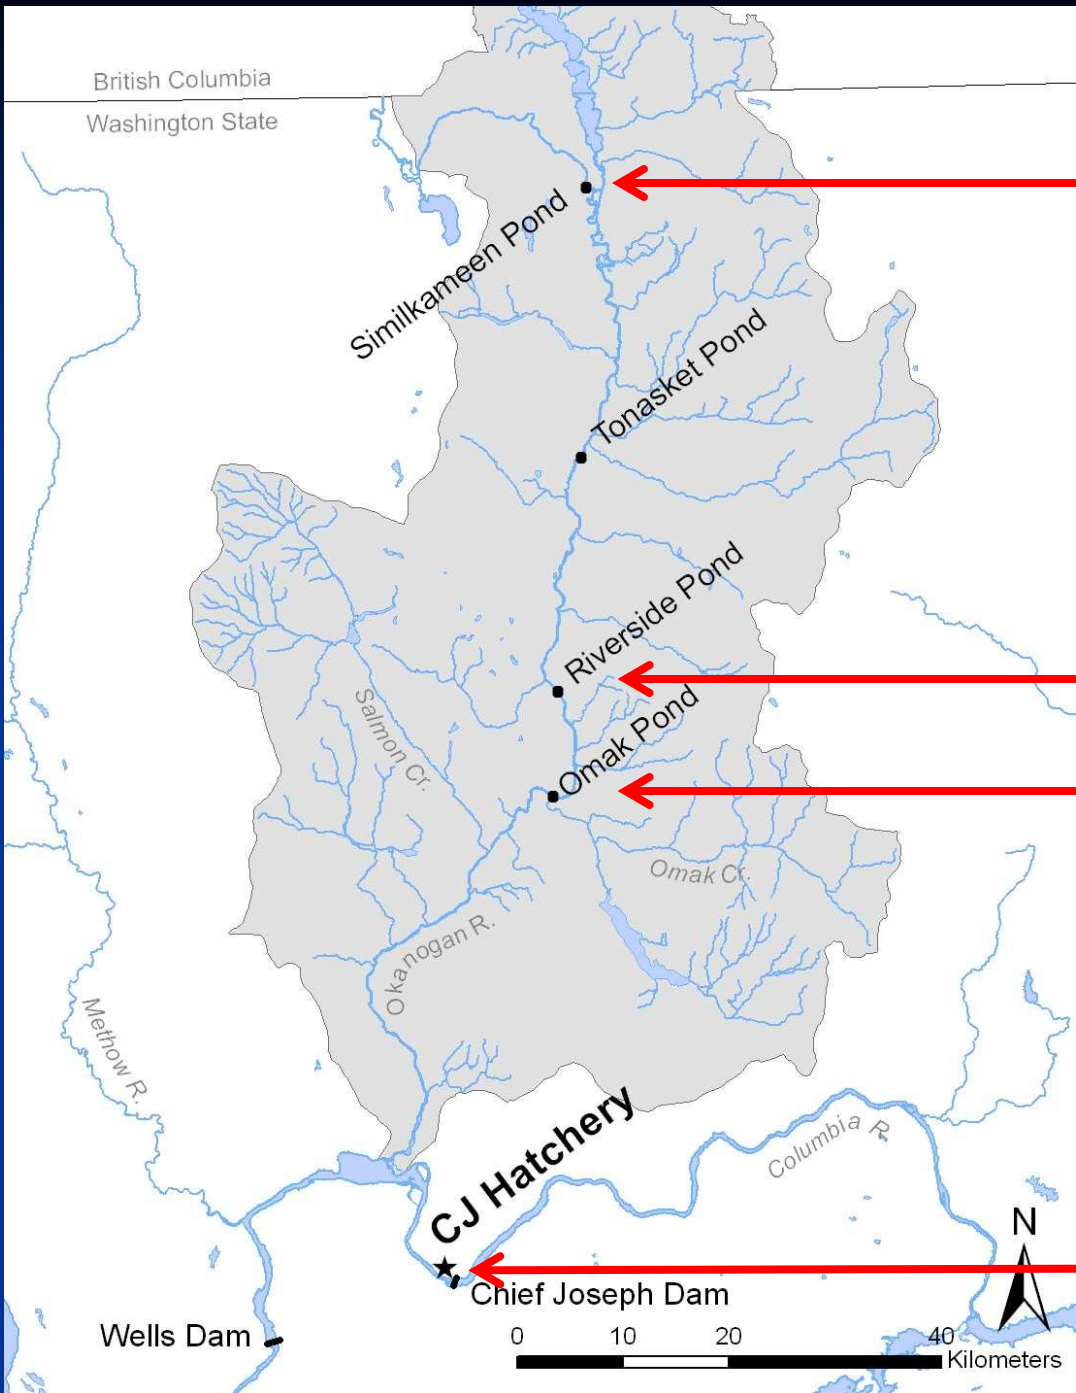 British Columbia
Washington State
Similkameen Pond
Tonasket Pond
Riverside Pond
Omak Pond
Salmon Cr.
Omak Cr.
Okanogan R.
Methow R.
Columbia R.
CJ Hatchery
N
Chief Joseph Dam
Wells Dam
0 10 20 40
Kilometers